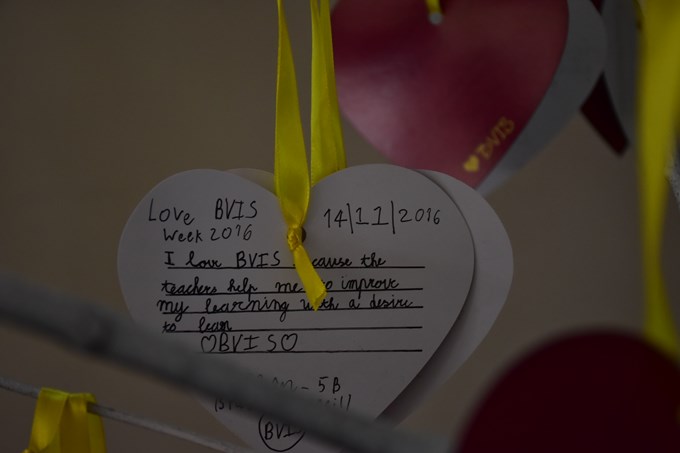 BVIS
Love BVIS 14|11|2016
Week 2016
I love BVIS the
teachers help me to improve
my learning with a desire
to learn
♡BVIS♡
- 5B
BVI